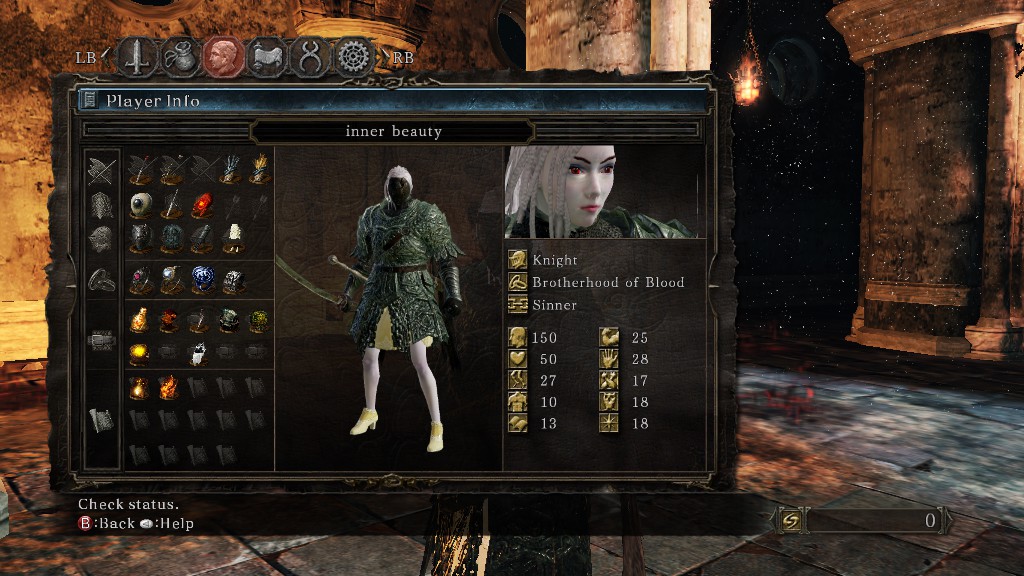 LB RB
Player Info
inner beauty
Knight
Brotherhood of Blood
Sinner
150 25
50 28
27 17
10 18
13 18
Check status.
B:Back :Help
0